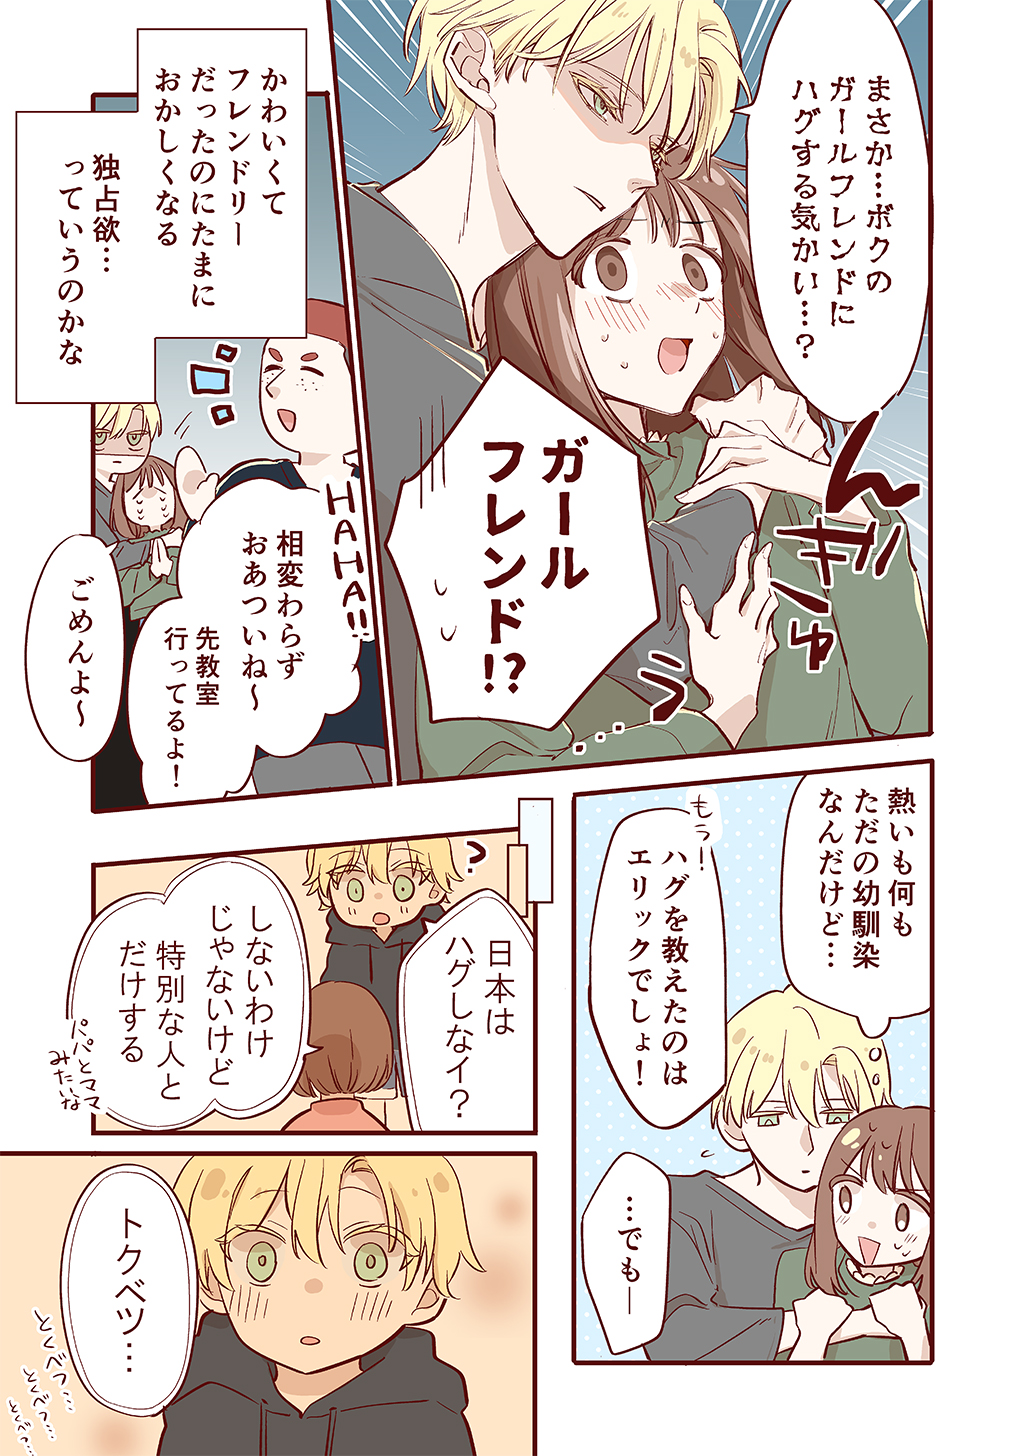 まさか…ボクの
ガールフレンドに
ハグする気かい…?
ぎゅん
ガール
フレンド!?
う…
かわいくて
フレンドリー
だったのにたまに
おかしくなる
独占欲…
っていうのかな
HAHA!!
相変わらず
おあついね〜
先教室
行ってるよ!
ごめんよ〜
熱いも何も
ただの幼馴染
なんだけど…
もうー!
ハグを教えたのは
エリックでしょ!
…でもー
?
日本は
ハグしなイ?
しないわけ
じゃないけど
特別な人と
だけする
パパとママ
みたいな
トクベツ…
とくべつ…
とくべつ…
とくべつ…